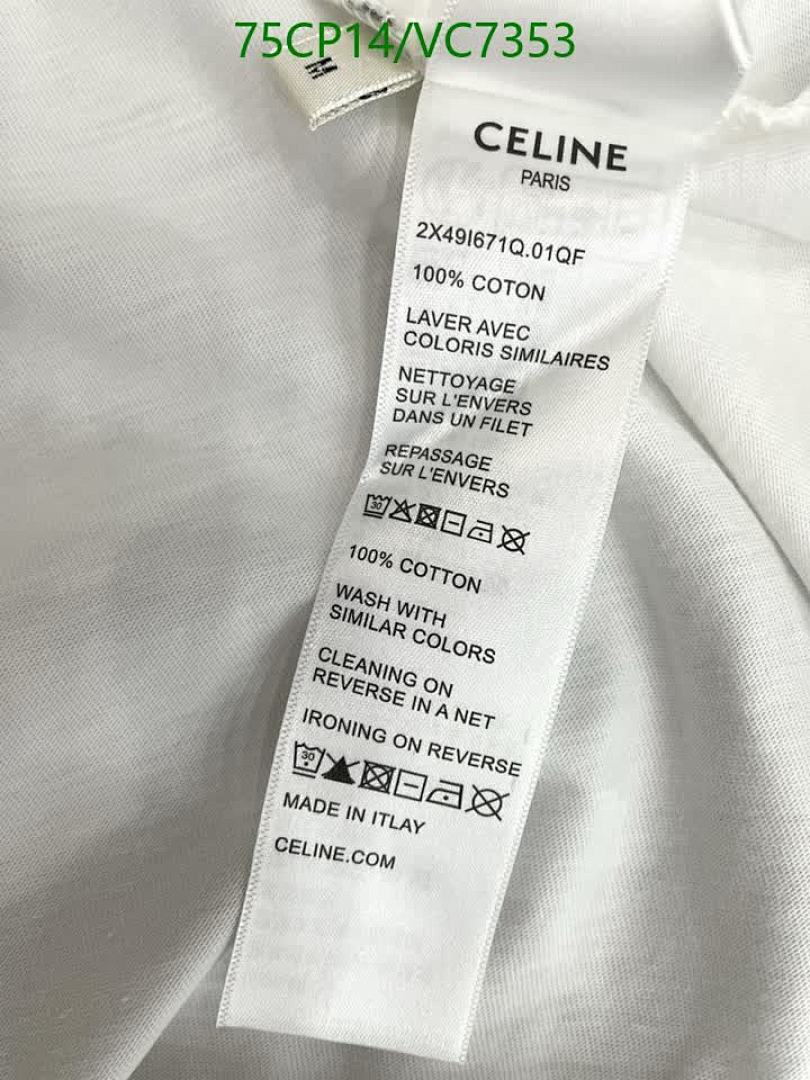 75CP14/VC7353
M
CELINE
PARIS
2X49I671Q.01QF
100% COTON
LAVER AVEC
COLORIS SIMILAIRES
NETTOYAGE
SUR L'ENVERS
DANS UN FILET
REPASSAGE
SUR L'ENVERS
30
100% COTTON
WASH WITH
SIMILAR COLORS
CLEANING ON
REVERSE IN A NET
IRONING ON REVERSE
30
MADE IN ITLAY
CELINE.COM